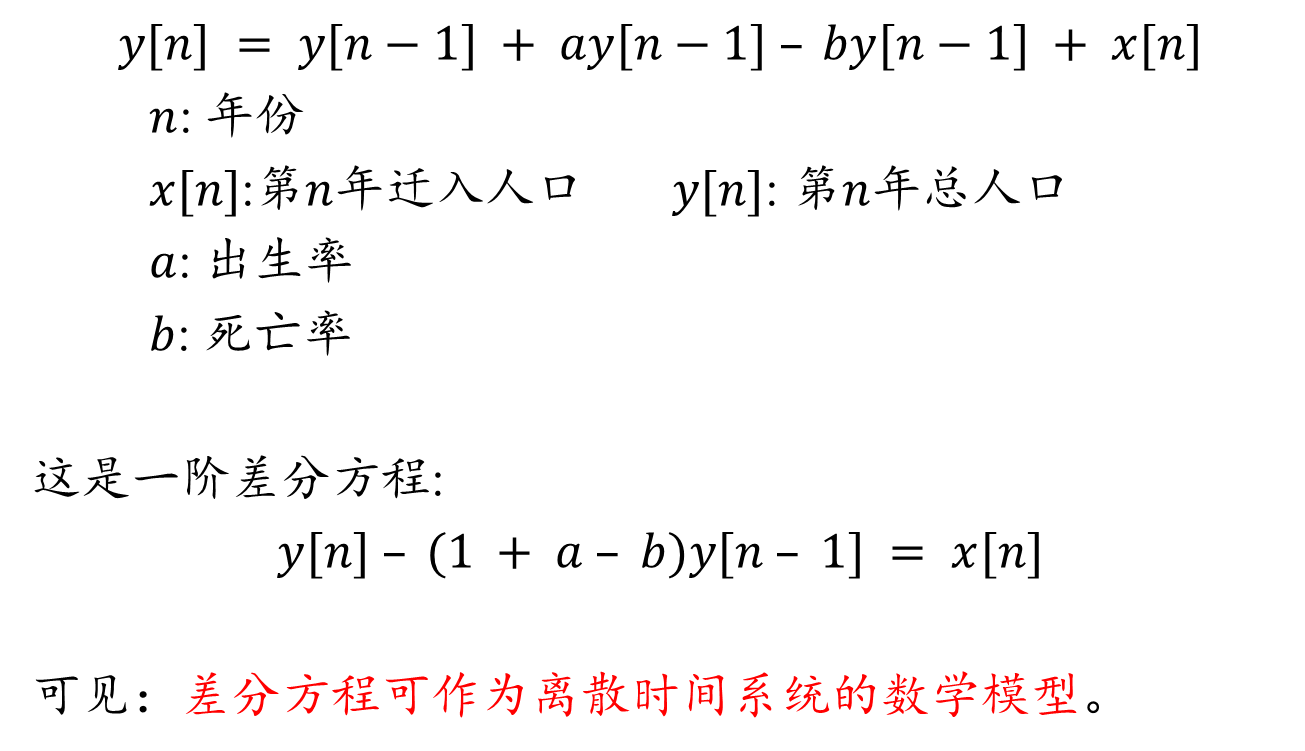 y[n] = y[n − 1] + ay[n − 1] – by[n − 1] + x[n]
n: 年份
x[n]:第n年迁入人口 y[n]: 第n年总人口
a: 出生率
b: 死亡率
这是一阶差分方程:
y[n] – (1 + a – b)y[n – 1] = x[n]
可见：差分方程可作为离散时间系统的数学模型。